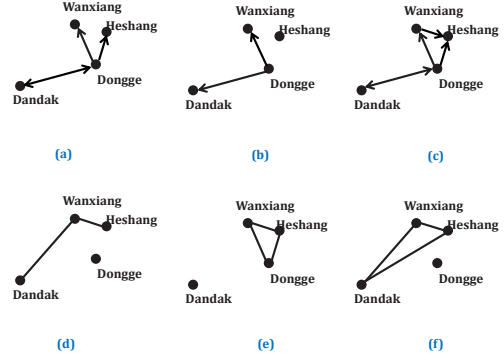 Wanxiang
Heshang
Dongge
Dandak
(a)
Wanxiang
Heshang
Dongge
Dandak
(b)
Wanxiang
Heshang
Dongge
Dandak
(c)
Wanxiang
Heshang
Dongge
Dandak
(d)
Wanxiang
Heshang
Dongge
Dandak
(e)
Wanxiang
Heshang
Dongge
Dandak
(f)